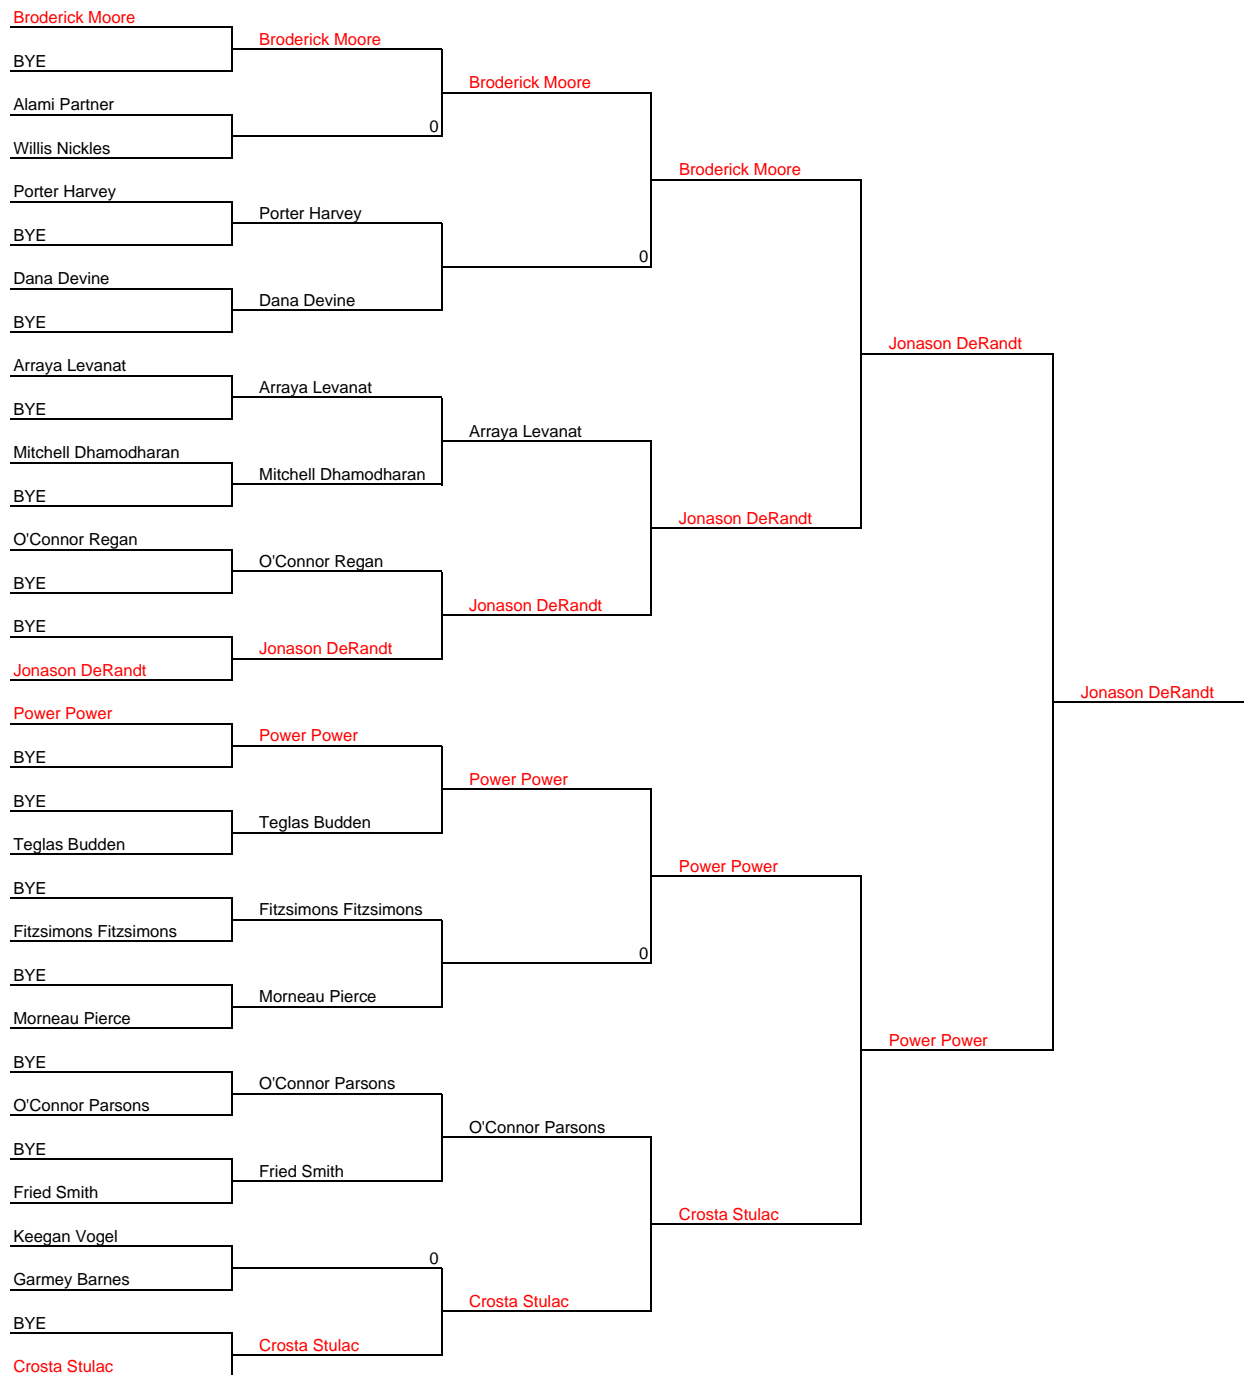 Broderick Moore
BYE
Alami Partner
Willis Nickles
Porter Harvey
BYE
Dana Devine
BYE
Arraya Levanat
BYE
Mitchell Dhamodharan
BYE
O'Connor Regan
BYE
BYE
Jonason DeRandt
Power Power
BYE
BYE
Teglas Budden
BYE
Fitzsimons Fitzsimons
BYE
Morneau Pierce
BYE
O'Connor Parsons
BYE
Fried Smith
Keegan Vogel
Garmey Barnes
BYE
Crosta Stulac
Broderick Moore
0
Porter Harvey
Dana Devine
Arraya Levanat
Mitchell Dhamodharan
O'Connor Regan
Jonason DeRandt
Power Power
Teglas Budden
Fitzsimons Fitzsimons
Morneau Pierce
O'Connor Parsons
Fried Smith
0
Crosta Stulac
Broderick Moore
0
Arraya Levanat
Jonason DeRandt
Power Power
0
O'Connor Parsons
Crosta Stulac
Broderick Moore
Jonason DeRandt
Power Power
Crosta Stulac
Jonason DeRandt
Power Power
Jonason DeRandt